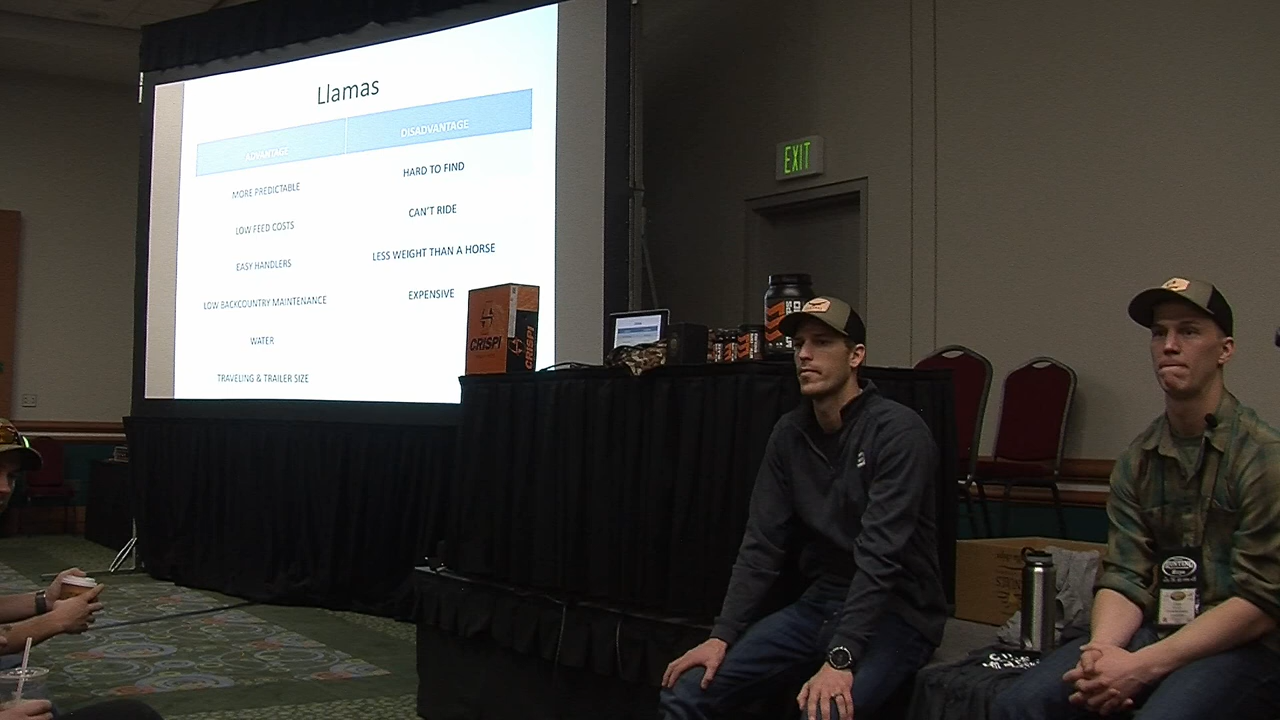 Llamas
ADVANTAGE
DISADVANTAGE
MORE PREDICTABLE
HARD TO FIND
LOW FEED COSTS
CAN'T RIDE
EASY HANDLERS
LESS WEIGHT THAN A HORSE
LOW BACKCOUNTRY MAINTENANCE
EXPENSIVE
WATER
TRAVELING & TRAILER SIZE
EXIT
CRISPI
CRISPI